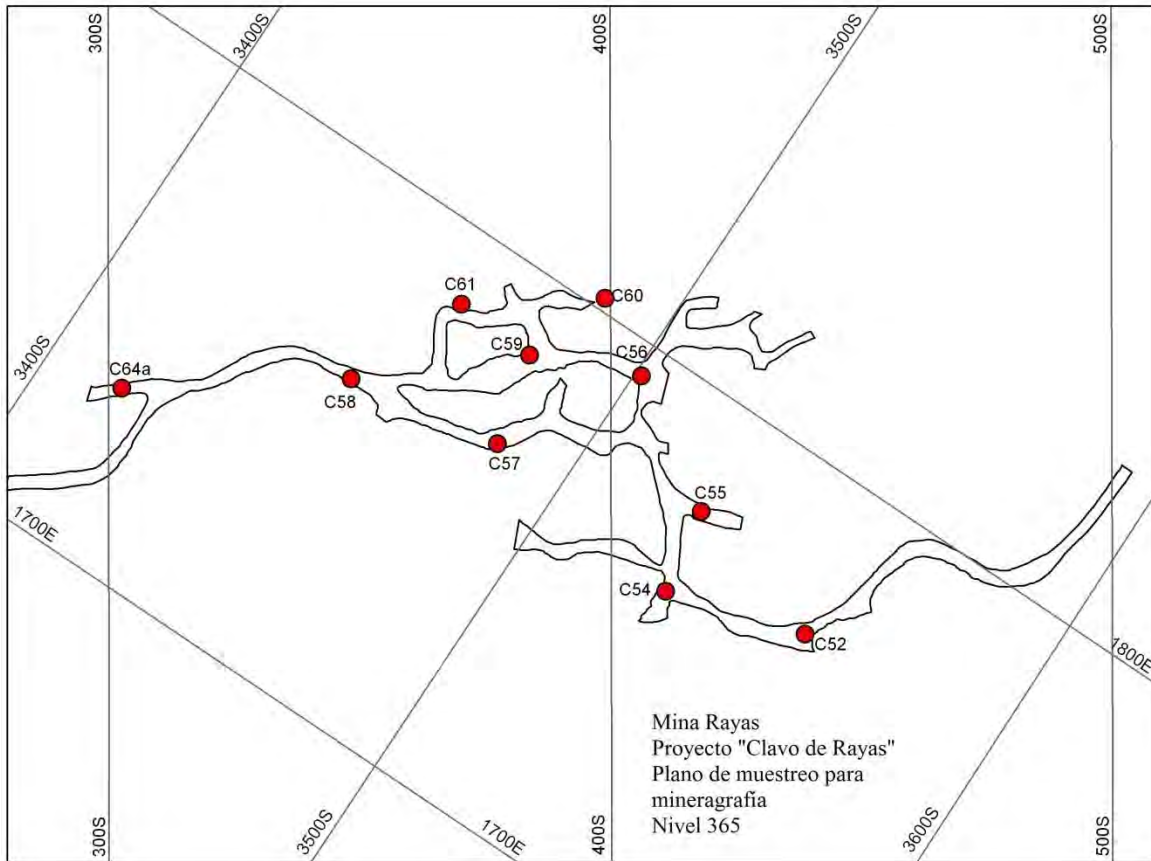 300S
3400S
400S
3500S
500S
C61
C60
C59
C56
3400S
C64a
C58
C57
C55
1700E
C54
C52
1800E
Mina Rayas
Proyecto "Clavo de Rayas"
Plano de muestreo para
mineragrafía
Nivel 365
300S
3500S
1700E
400S
3600S
500S